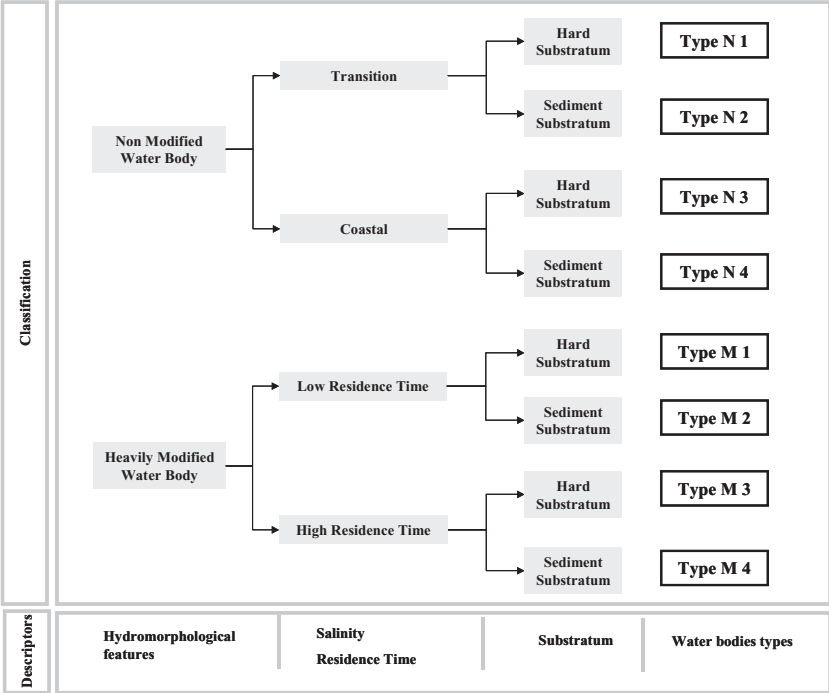 Classification
Non Modified
Water Body
Transition
Hard
Substratum
Type N 1
Sediment
Substratum
Type N 2
Coastal
Hard
Substratum
Type N 3
Sediment
Substratum
Type N 4
Heavily Modified
Water Body
Low Residence Time
Hard
Substratum
Type M 1
Sediment
Substratum
Type M 2
High Residence Time
Hard
Substratum
Type M 3
Sediment
Substratum
Type M 4
Descriptors
Hydromorphological
features
Salinity
Residence Time
Substratum
Water bodies types